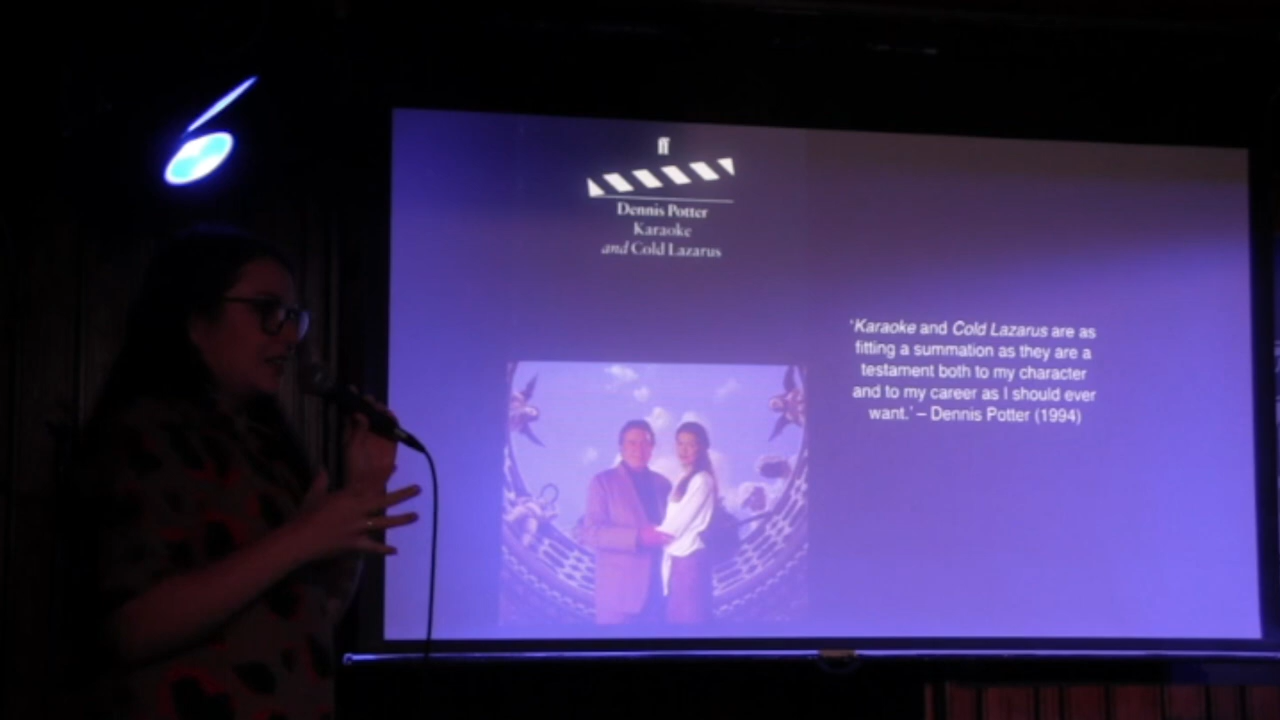 ff
Dennis Potter
Karaoke
and Cold Lazarus
'Karaoke and Cold Lazarus are as
fitting a summation as they are a
testament both to my character
and to my career as I should ever
want.' – Dennis Potter (1994)